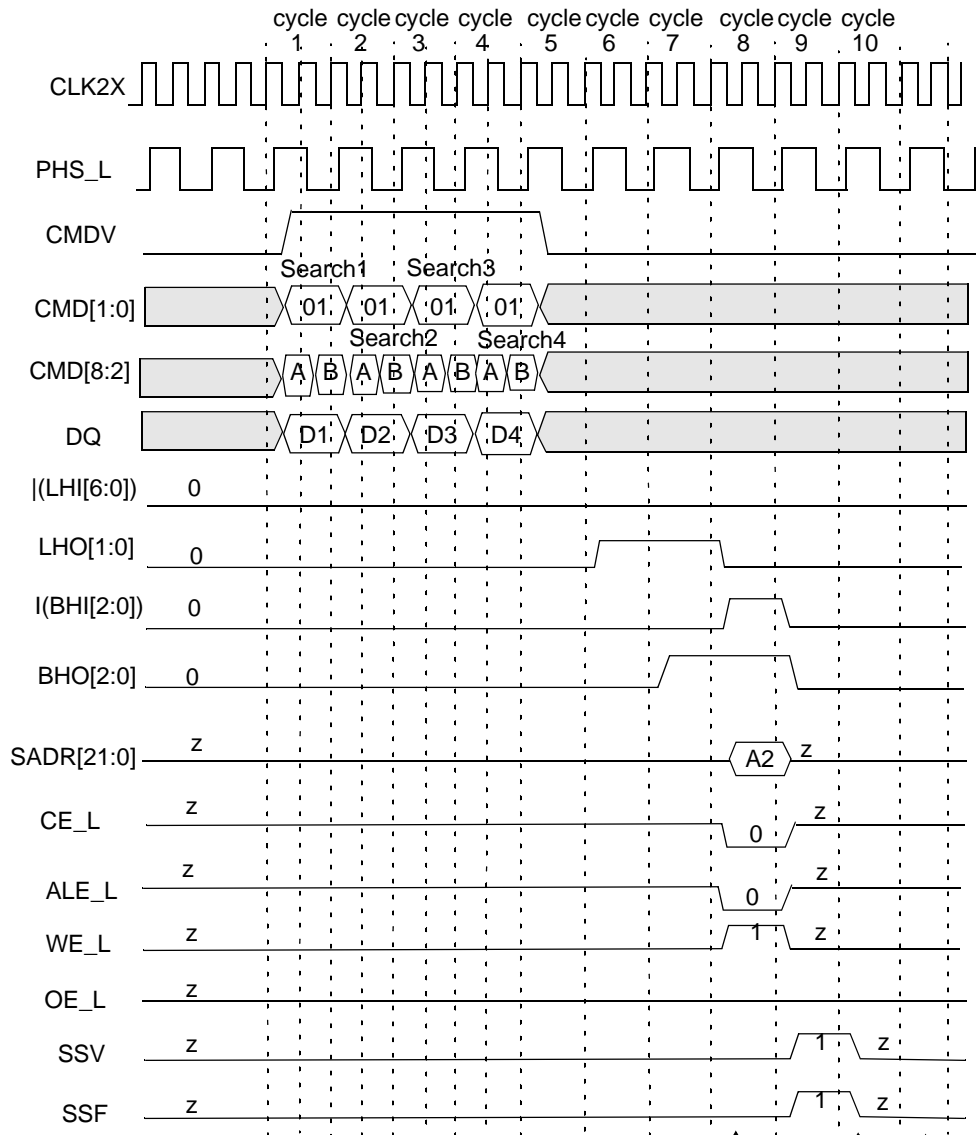 cycle cycle cycle cycle cycle cycle cycle cycle cycle cycle
1 2 3 4 5 6 7 8 9 10
CLK2X
PHS_L
CMDV
Search1 Search3
CMD[1:0] 01 01 01 01
Search2 Search4
CMD[8:2] A B A B A B A B
DQ D1 D2 D3 D4
|(LHI[6:0]) 0
LHO[1:0] 0
I(BHI[2:0]) 0
BHO[2:0] 0
SADR[21:0] z A2 z
CE_L z 0 z
ALE_L z 0 z
WE_L z 1 z
OE_L z
SSV z 1 z
SSF z 1 z